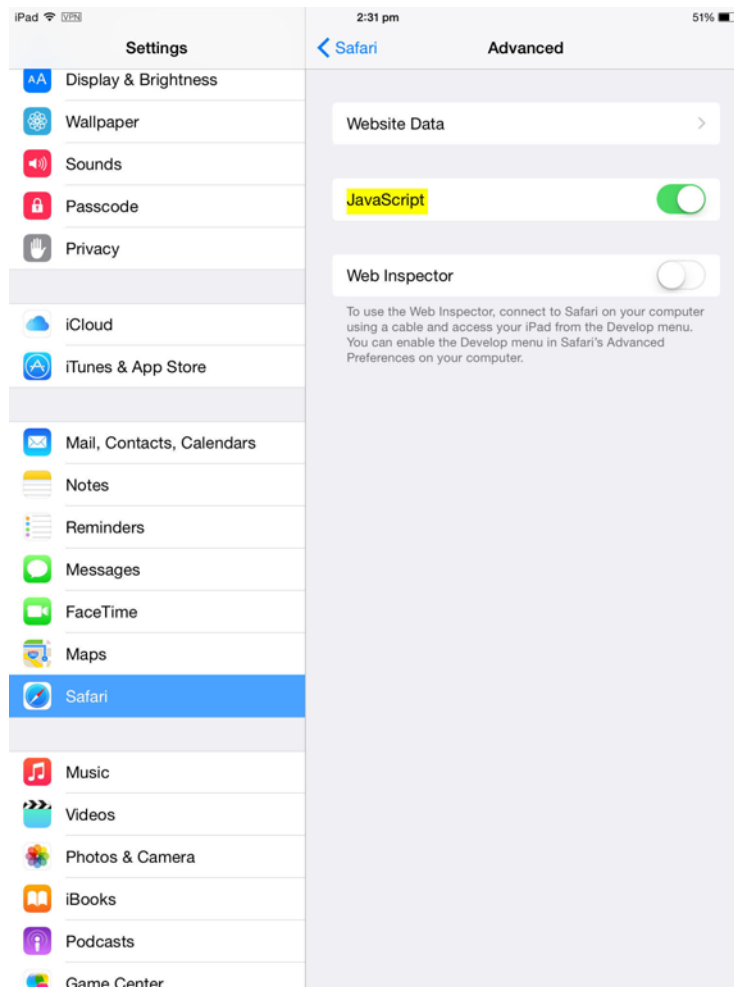 iPad VPN 2:31 pm 51%
Settings
Display & Brightness
Wallpaper
Sounds
Passcode
Privacy
iCloud
iTunes & App Store
Mail, Contacts, Calendars
Notes
Reminders
Messages
FaceTime
Maps
Safari
Music
Videos
Photos & Camera
iBooks
Podcasts
Game Center
Safari Advanced
Website Data
JavaScript
Web Inspector
To use the Web Inspector, connect to Safari on your computer
using a cable and access your iPad from the Develop menu.
You can enable the Develop menu in Safari's Advanced
Preferences on your computer.